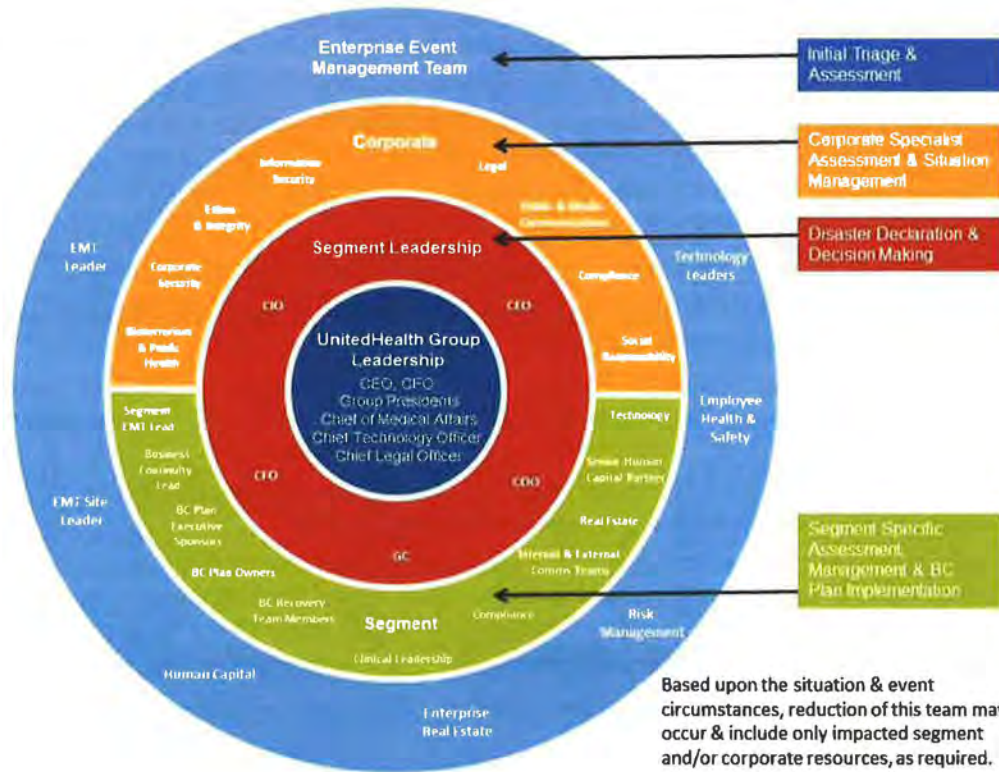 Enterprise Event
Management Team
Initial Triage &
Assessment
Corporate
Corporate Specialist
Assessment & Situation
Management
Information
Security
Legal
Ethics
& Integrity
Segment Leadership
Disaster Declaration &
Decision Making
EMT
Leader
Technology
Leaders
Corporate
Security
Compliance
CIO
CEO
Bioterrorism
& Public
Health
Social
Responsibility
UnitedHealth Group
Leadership
CEO, CFO
Group Presidents
Chief of Medical Affairs
Chief Technology Officer
Chief Legal Officer
Segment
EMT Lead
Technology
Employee
Health &
Safety
Business
Continuity
Lead
Senior Human
Capital Partner
CFO
COO
EMT Site
Leader
BC Plan
Executive
Sponsors
Real Estate
Segment Specific
Assessment,
Management & BC
Plan Implementation
GC
Internal & External
Comms Teams
BC Plan Owners
BC Recovery
Team Members
Segment
Compliance
Risk
Management
Clinical Leadership
Human Capital
Enterprise
Real Estate
Based upon the situation & event
circumstances, reduction of this team may
occur & include only impacted segment
and/or corporate resources, as required.